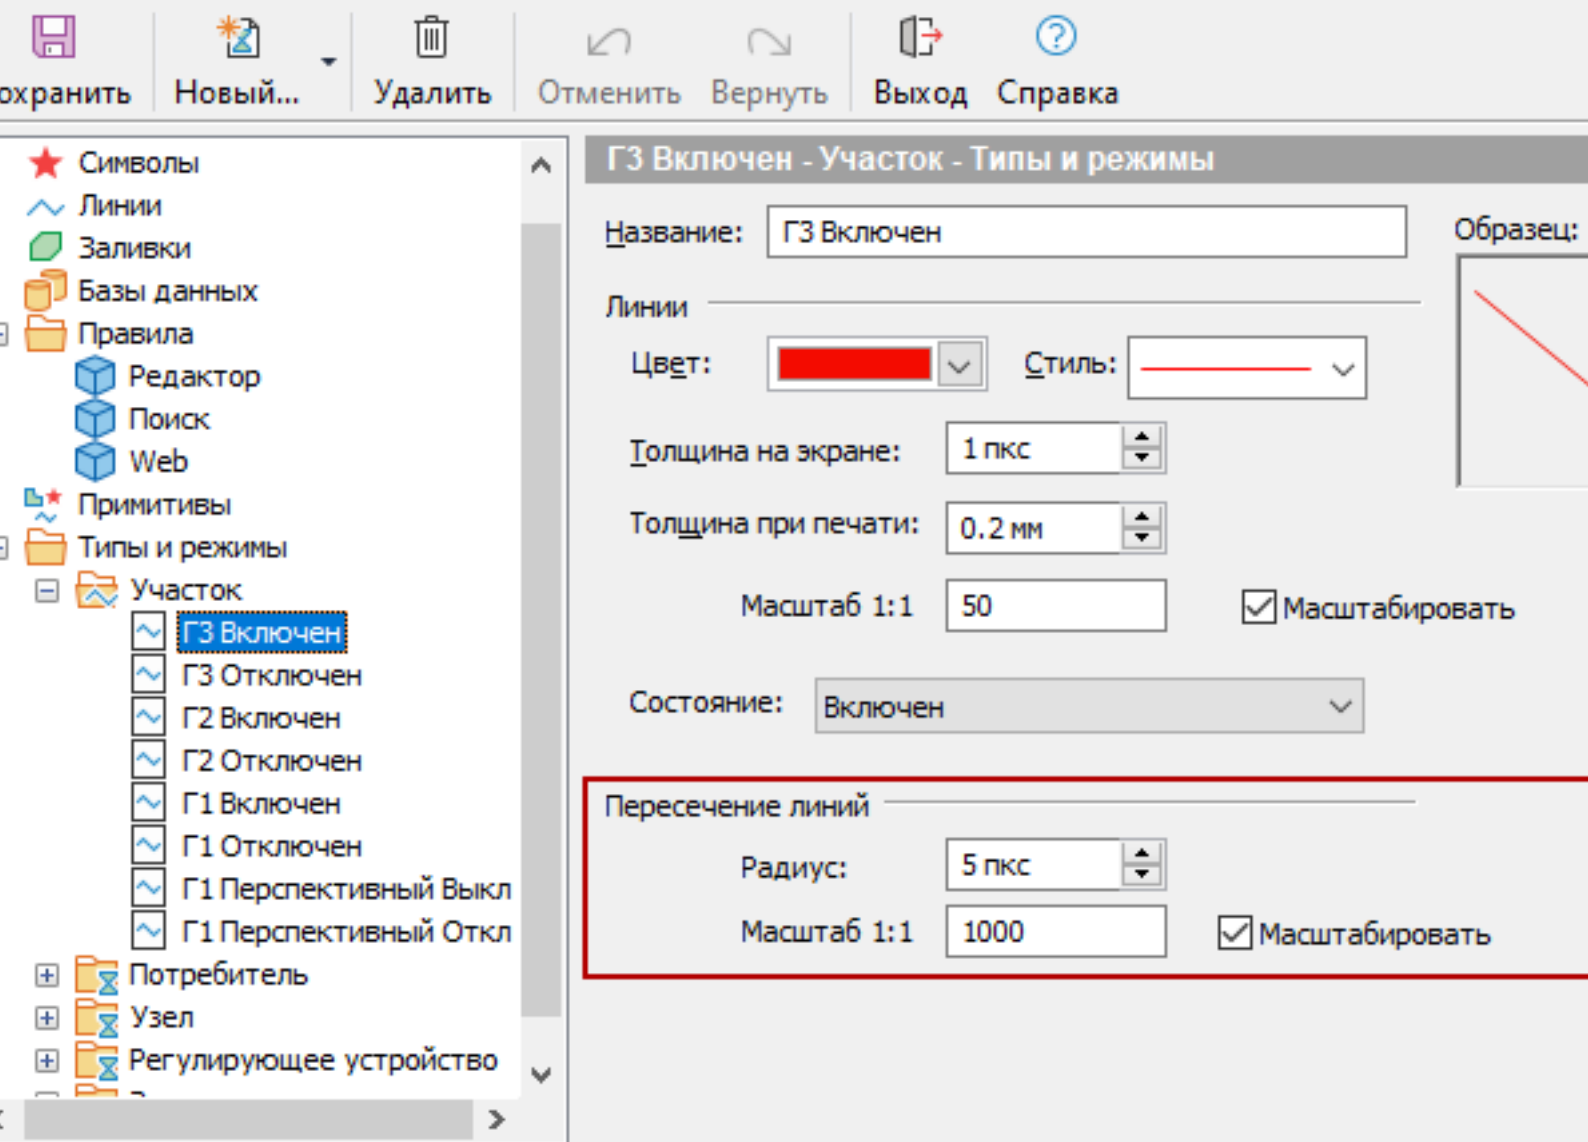 охранить Новый... Удалить Отменить Вернуть Выход Справка
Символы
Линии
Заливки
Базы данных
Правила
Редактор
Поиск
Web
Примитивы
Типы и режимы
Участок
Г3 Включен
Г3 Отключен
Г2 Включен
Г2 Отключен
Г1 Включен
Г1 Отключен
Г1 Перспективный Выкл
Г1 Перспективный Откл
Потребитель
Узел
Регулирующее устройство
Г3 Включен - Участок - Типы и режимы
Название: Г3 Включен
Образец:
Линии
Цвет: Стиль:
Толщина на экране: 1 пкс
Толщина при печати: 0.2 мм
Масштаб 1:1 50 Масштабировать
Состояние: Включен
Пересечение линий
Радиус: 5 пкс
Масштаб 1:1 1000 Масштабировать